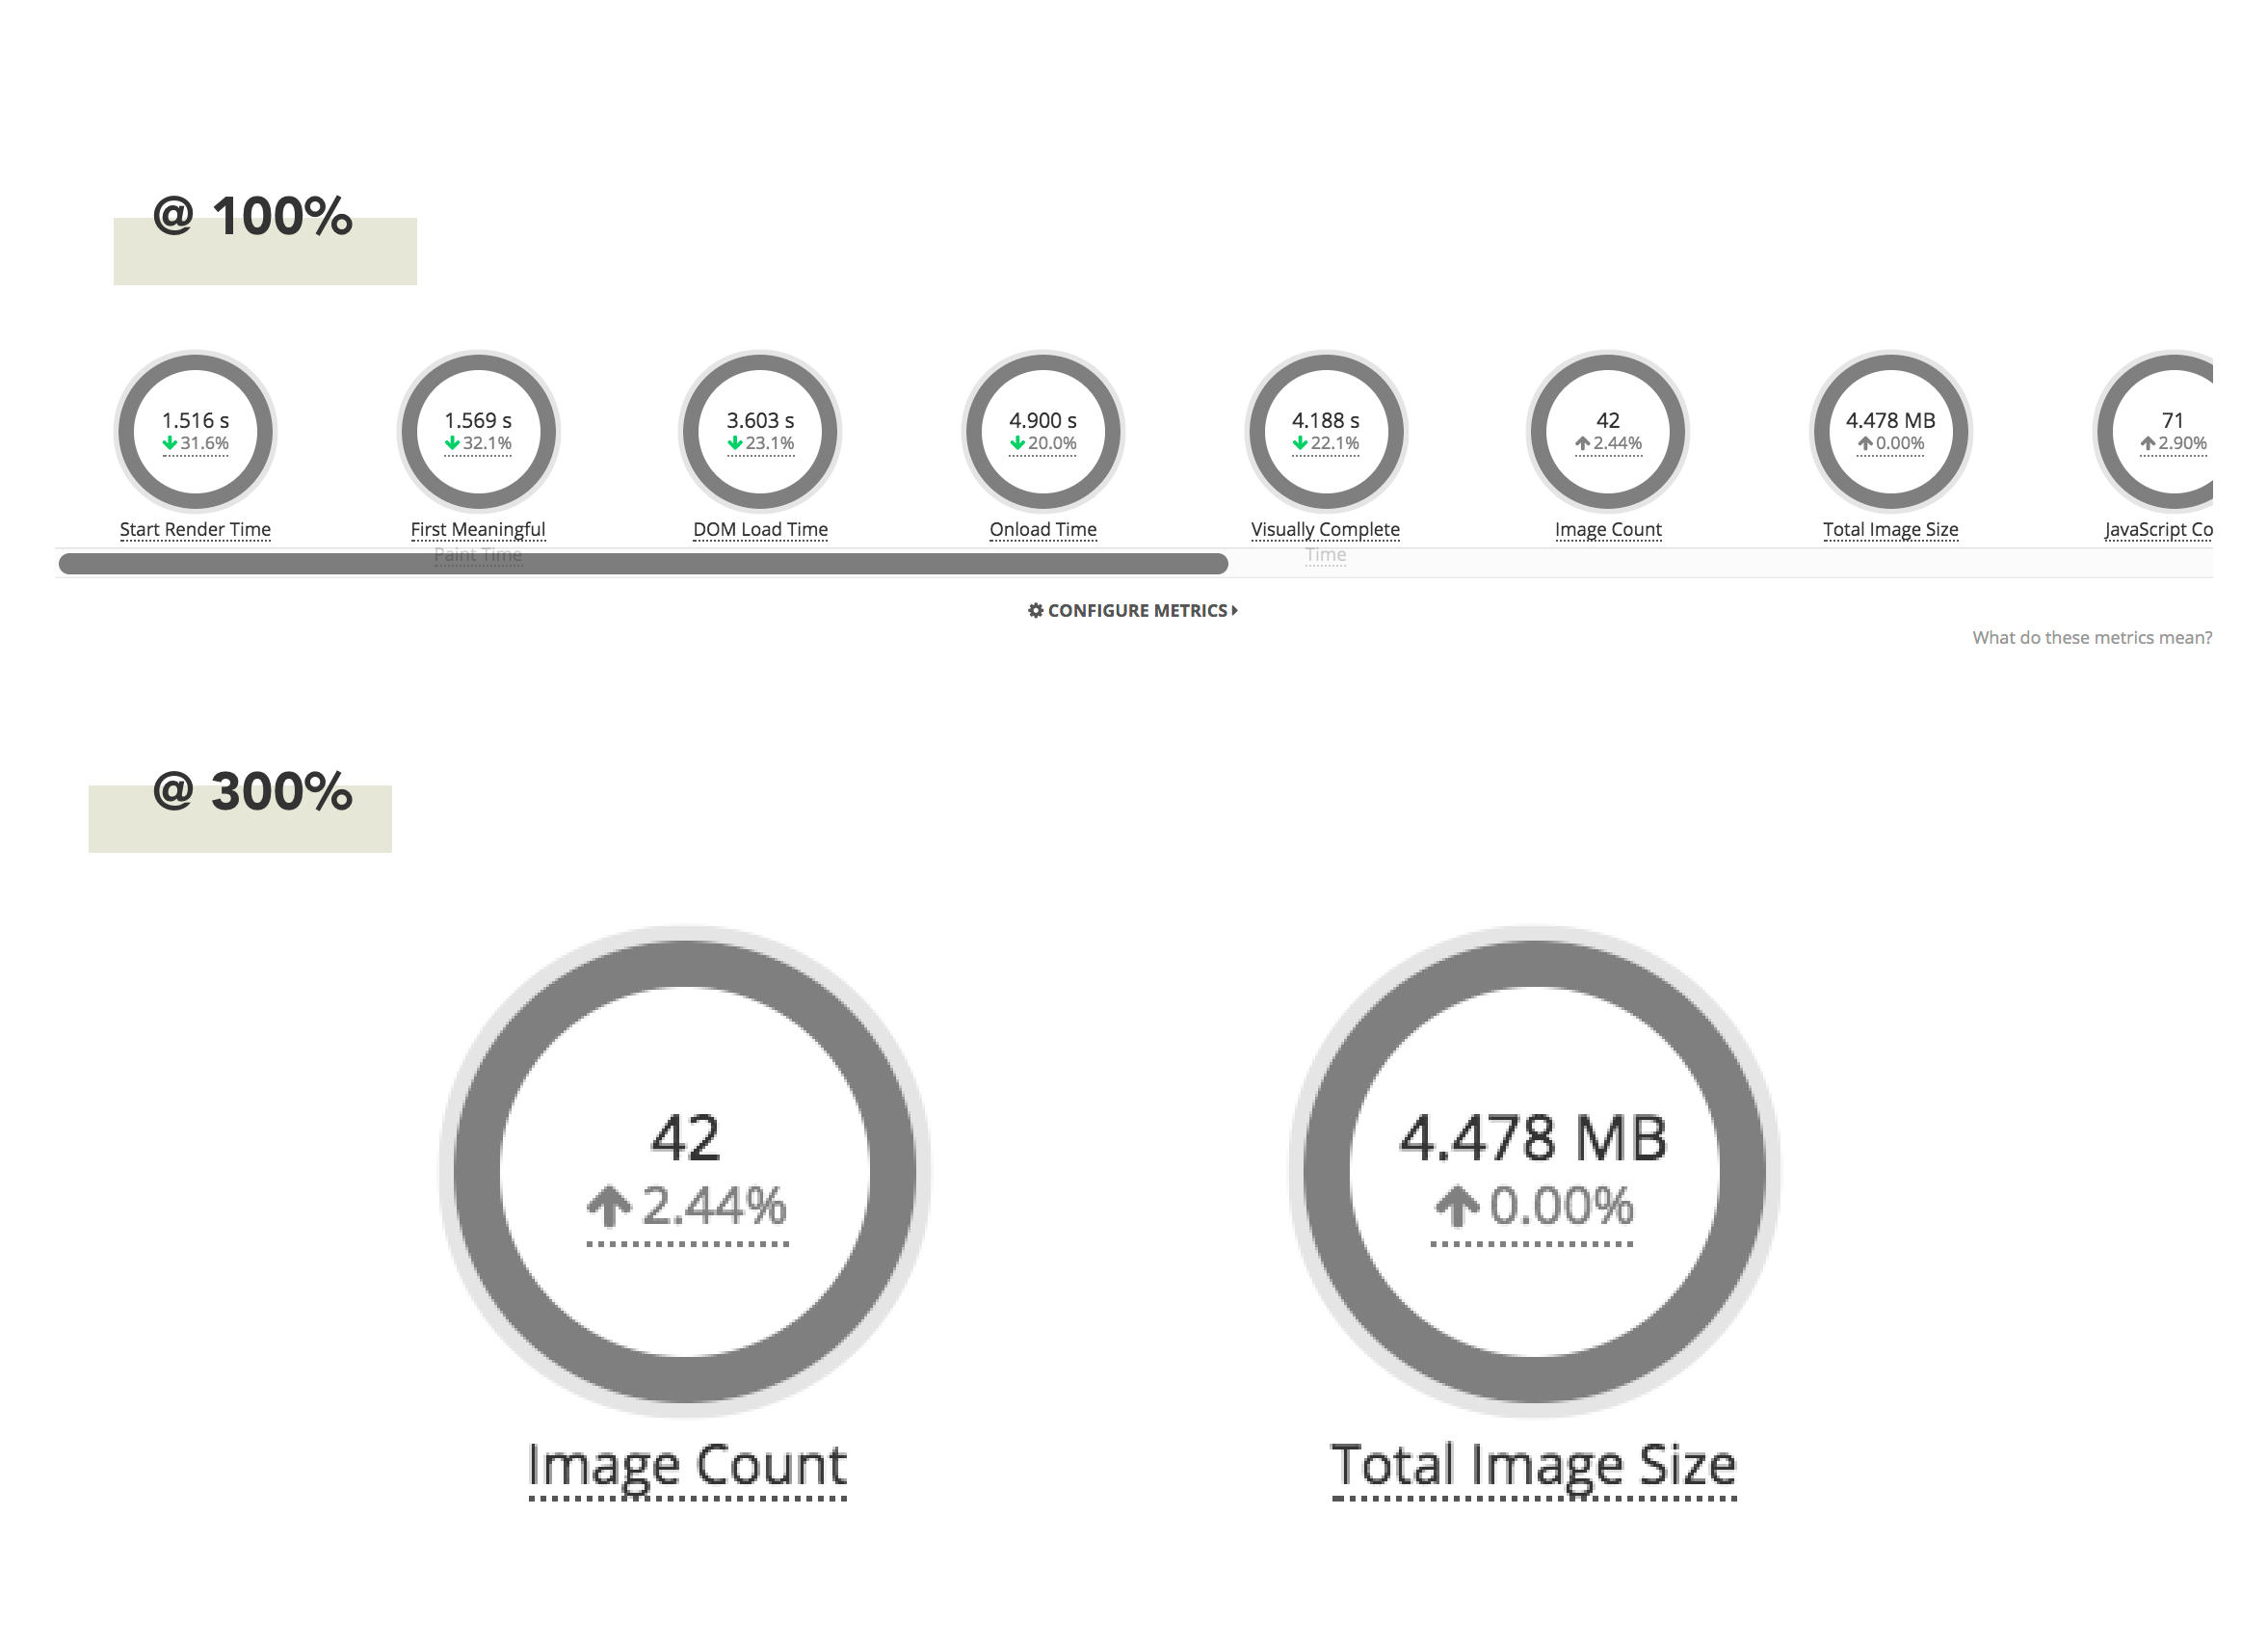 @ 100%
1.516 s
31.6%
Start Render Time
1.569 s
32.1%
First Meaningful
Paint Time
3.603 s
23.1%
DOM Load Time
4.900 s
20.0%
Onload Time
4.188 s
22.1%
Visually Complete
Time
42
2.44%
Image Count
4.478 MB
0.00%
Total Image Size
71
2.90%
JavaScript Co
CONFIGURE METRICS
What do these metrics mean?
@ 300%
42
2.44%
Image Count
4.478 MB
0.00%
Total Image Size